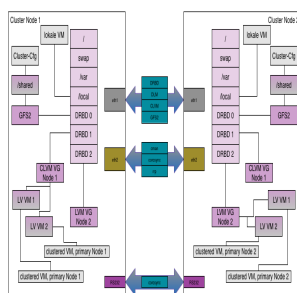 Cluster Node 1
Cluster Node 2
lokale VM
Cluster-Cfg
/shared
GFS2
/
swap
/var
/local
DRBD 0
DRBD 1
DRBD 2
CLVM VG
Node 1
LVM VG
Node 2
LV VM 1
LV VM 2
clustered VM, primary Node 1
clustered VM, primary Node 1
eth1
GFS2
eth1
/
swap
/var
/local
DRBD 0
DRBD 1
DRBD 2
lokale VM
Cluster-Cfg
/shared
GFS2
CLVM VG
Node 1
LVM VG
Node 2
LV VM 1
LV VM 2
clustered VM, primary Node 2
clustered VM, primary Node 2